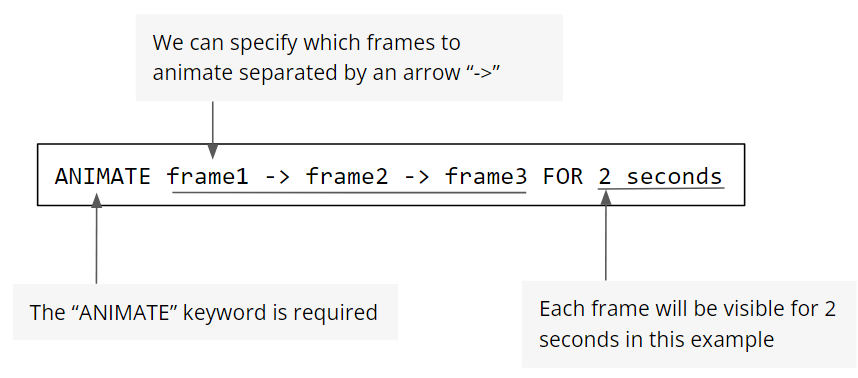 We can specify which frames to
animate separated by an arrow “->”
ANIMATE frame1 -> frame2 -> frame3 FOR 2 seconds
The “ANIMATE” keyword is required
Each frame will be visible for 2
seconds in this example